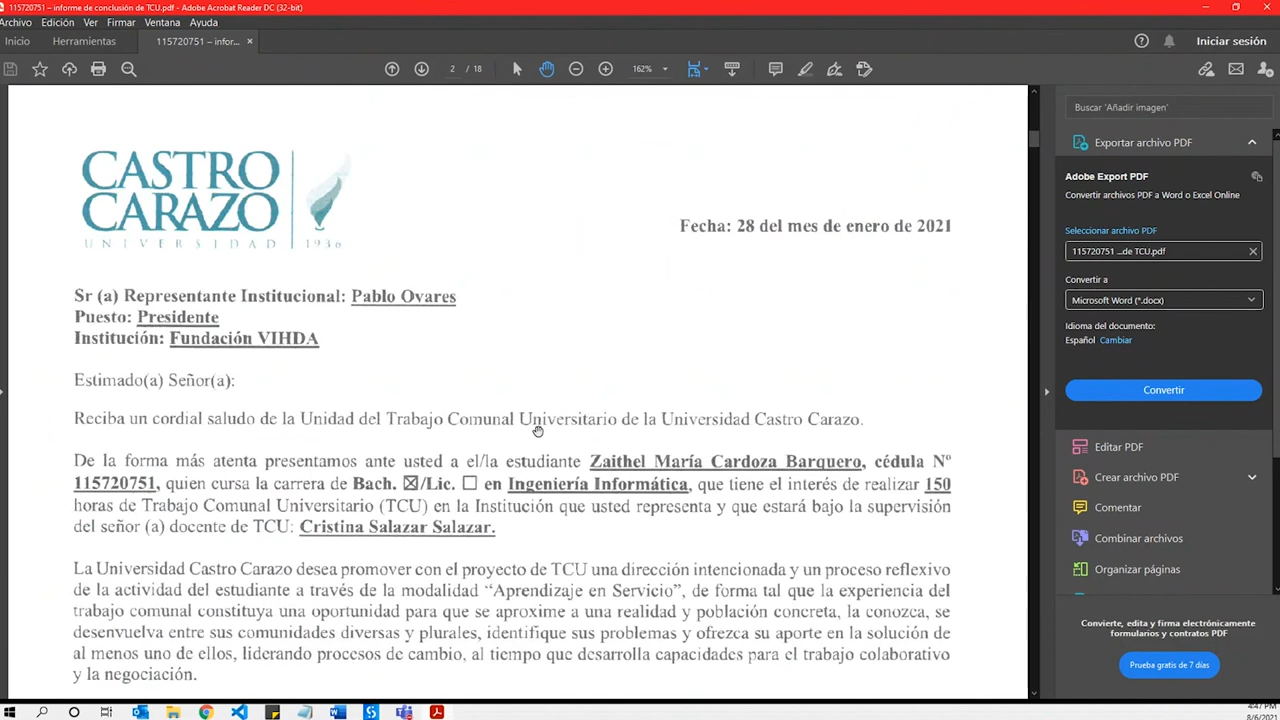 115720751 – informe de conclusión de TCU.pdf - Adobe Acrobat Reader DC (32-bit)
Archivo Edición Ver Firmar Ventana Ayuda
Inicio Herramientas 115720751 – infor... × Iniciar sesión
2 / 18 162%
CASTRO
CARAZO
UNIVERSIDAD 1936
Fecha: 28 del mes de enero de 2021
Sr (a) Representante Institucional: Pablo Ovares
Puesto: Presidente
Institución: Fundación VIHDA
Estimado(a) Señor(a):
Reciba un cordial saludo de la Unidad del Trabajo Comunal Universitario de la Universidad Castro Carazo.
De la forma más atenta presentamos ante usted a el/la estudiante Zaithel María Cardoza Barquero, cédula N°
115720751, quien cursa la carrera de Bach. ☒/Lic. ☐ en Ingeniería Informática, que tiene el interés de realizar 150
horas de Trabajo Comunal Universitario (TCU) en la Institución que usted representa y que estará bajo la supervisión
del señor (a) docente de TCU: Cristina Salazar Salazar.
La Universidad Castro Carazo desea promover con el proyecto de TCU una dirección intencionada y un proceso reflexivo
de la actividad del estudiante a través de la modalidad “Aprendizaje en Servicio”, de forma tal que la experiencia del
trabajo comunal constituya una oportunidad para que se aproxime a una realidad y población concreta, la conozca, se
desenvuelva entre sus comunidades diversas y plurales, identifique sus problemas y ofrezca su aporte en la solución de
al menos uno de ellos, liderando procesos de cambio, al tiempo que desarrolla capacidades para el trabajo colaborativo
y la negociación.
Buscar 'Añadir imagen'
Exportar archivo PDF
Adobe Export PDF
Convertir archivos PDF a Word o Excel Online
Seleccionar archivo PDF
115720751 ...de TCU.pdf
Convertir a
Microsoft Word (*.docx)
Idioma del documento:
Español Cambiar
Convertir
Editar PDF
Crear archivo PDF
Comentar
Combinar archivos
Organizar páginas
Convierte, edita y firma electrónicamente
formularios y contratos PDF
Prueba gratis de 7 días
4:47 PM
8/6/2021